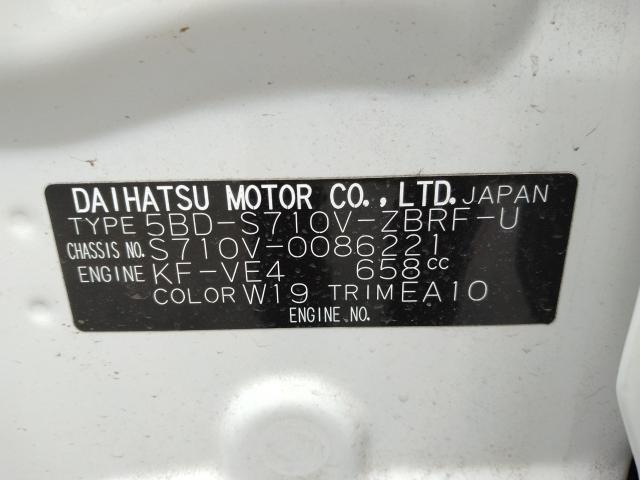 DAIHATSU MOTOR CO., LTD. JAPAN
TYPE 5BD-S710V-ZBRF-U
CHASSIS NO. S710V-0086221
ENGINE KF-VE4 658cc
COLOR W19 TRIM EA10
ENGINE NO.